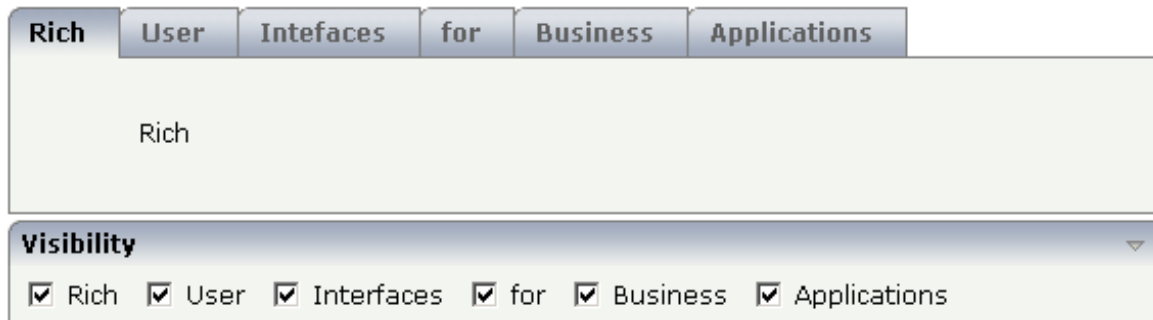 Rich User Intefaces for Business Applications
Rich
Visibility
Rich User Interfaces for Business Applications